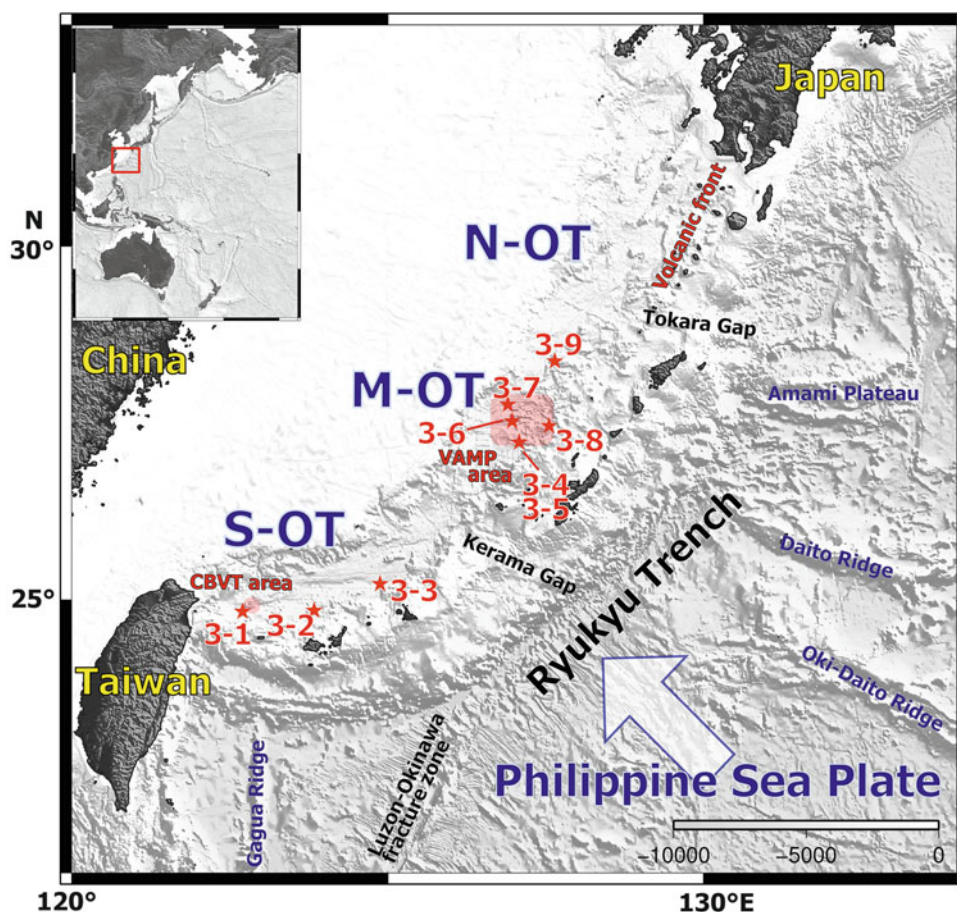 Japan
N
30°
N-OT
Volcanic front
Tokara Gap
China
3-9
M-OT
3-7
Amami Plateau
3-6
3-8
VAMP
area
3-4
3-5
S-OT
Kerama Gap
Ryukyu Trench
Daito Ridge
CBVT area
25°
3-3
3-1
3-2
Taiwan
Oki-Daito Ridge
Gagua Ridge
Luzon-Okinawa
fracture zone
Philippine Sea Plate
−10000
−5000
0
120°
130°E